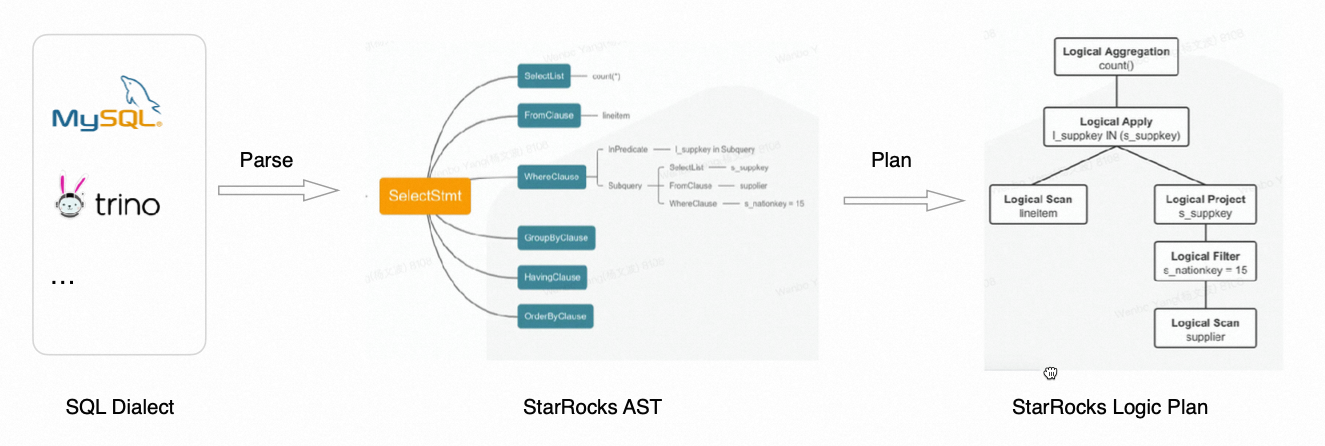 MySQL®
trino
...
SQL Dialect
Parse
SelectStmt
SelectList
count(*)
FromClause
lineitem
WhereClause
InPredicate
l_suppkey in Subquery
Subquery
SelectList
s_suppkey
FromClause
supplier
WhereClause
s_nationkey = 15
GroupByClause
HavingClause
OrderByClause
StarRocks AST
Plan
Logical Aggregation
count()
Logical Apply
l_suppkey IN (s_suppkey)
Logical Scan
lineitem
Logical Project
s_suppkey
Logical Filter
s_nationkey = 15
Logical Scan
supplier
StarRocks Logic Plan